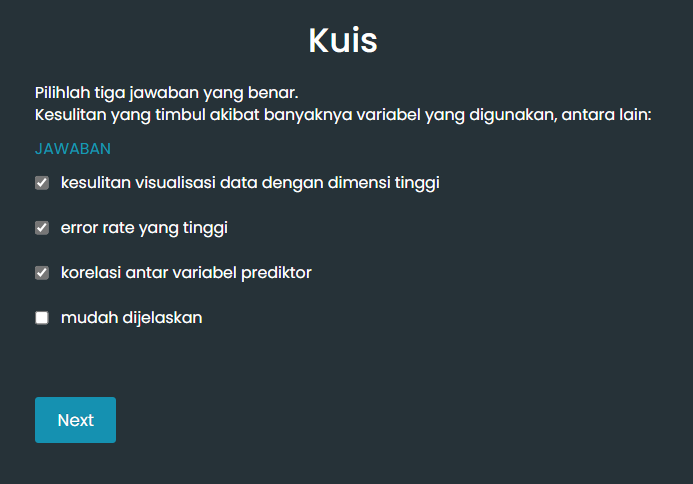 Kuis
Pilihlah tiga jawaban yang benar.
Kesulitan yang timbul akibat banyaknya variabel yang digunakan, antara lain:
JAWABAN
kesulitan visualisasi data dengan dimensi tinggi
error rate yang tinggi
korelasi antar variabel prediktor
mudah dijelaskan
Next